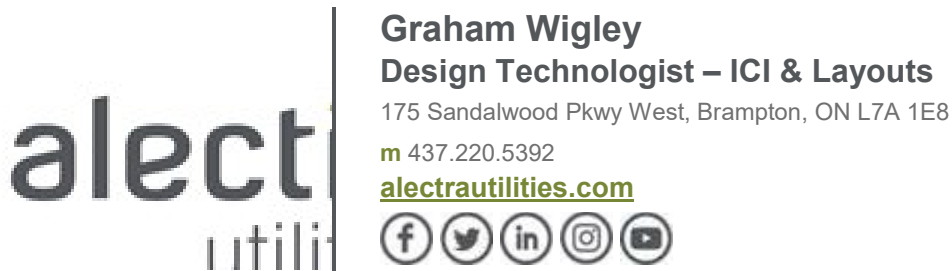 alect
utili
Graham Wigley
Design Technologist – ICI & Layouts
175 Sandalwood Pkwy West, Brampton, ON L7A 1E8
m 437.220.5392
alectrautilities.com